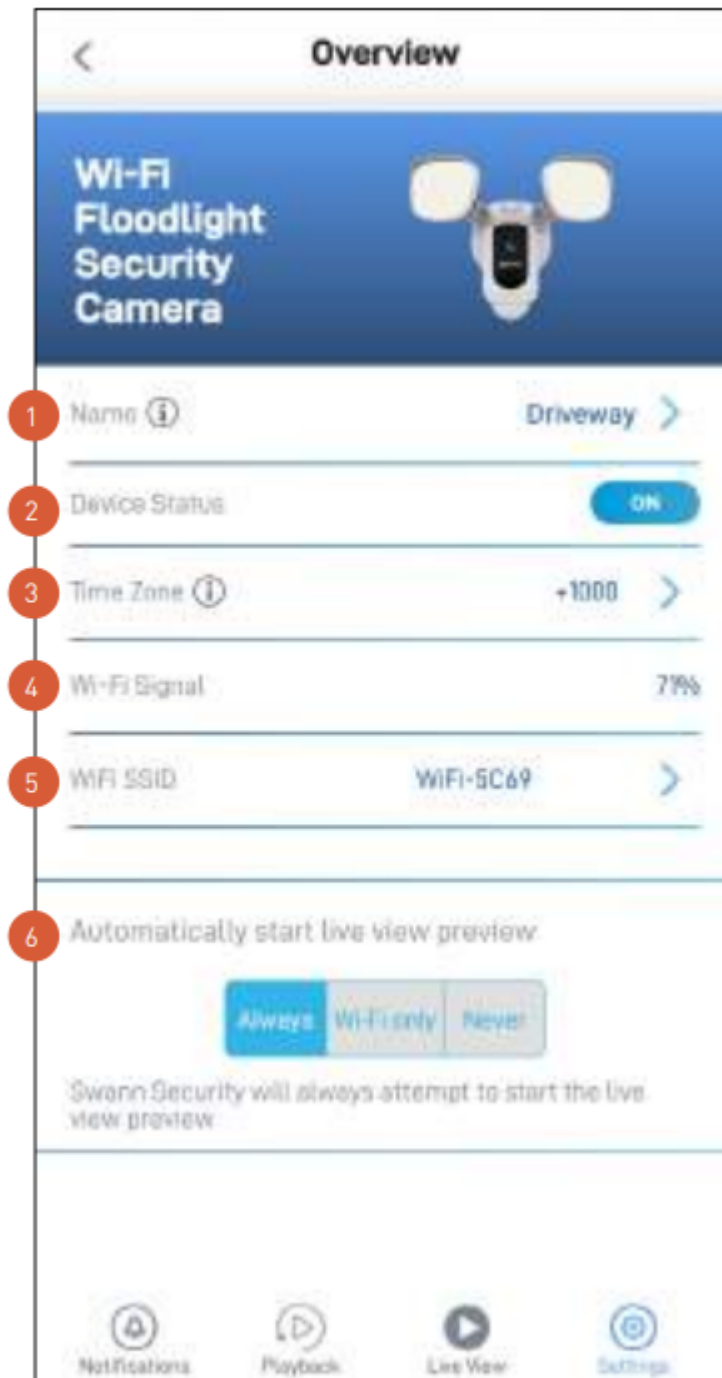 Overview
Wi-Fi
Floodlight
Security
Camera
1 Name Driveway
2 Device Status ON
3 Time Zone +1000
4 Wi-Fi Signal 71%
5 WiFi SSID WiFi-5C69
6 Automatically start live view preview
Always Wi-Fi only Never
Swann Security will always attempt to start the live
view preview
Notifications Playback Live View Settings